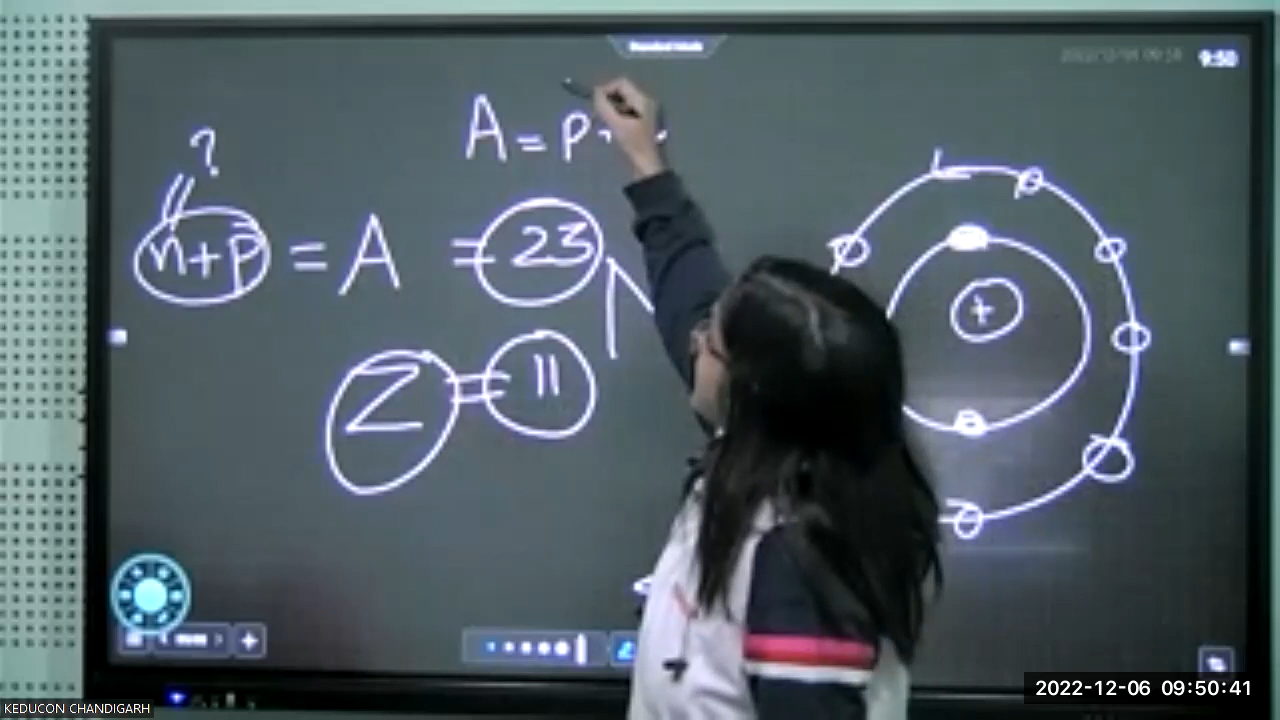 9:50
A = P+
?
n+p = A = 23
Z = 11
N
+
KEDUCON CHANDIGARH
2022-12-06 09:50:41